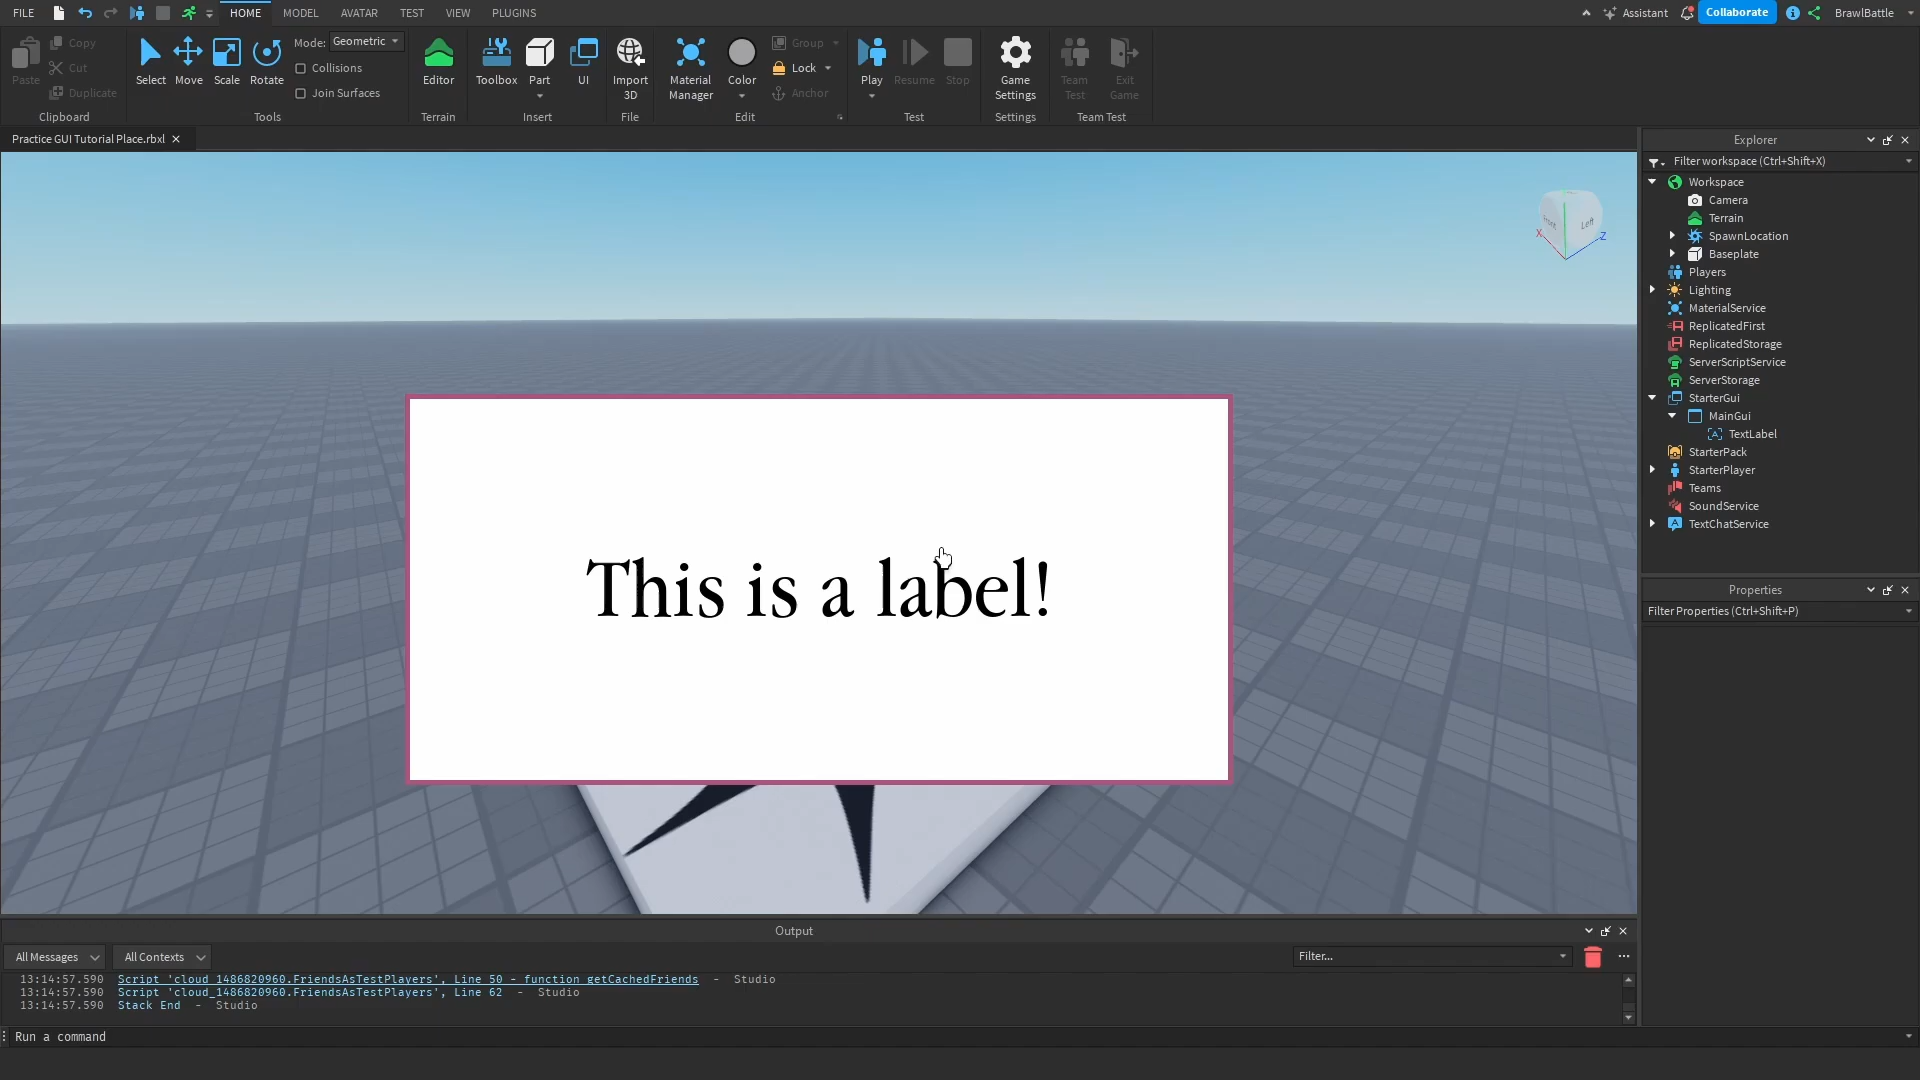 FILE
HOME
MODEL
AVATAR
TEST
VIEW
PLUGINS
Assistant
Collaborate
BrawlBattle
Paste
Copy
Cut
Duplicate
Clipboard
Select
Move
Scale
Rotate
Mode: Geometric
Collisions
Join Surfaces
Tools
Editor
Terrain
Toolbox
Part
UI
Insert
Import
3D
File
Material
Manager
Color
Group
Lock
Anchor
Edit
Play
Resume
Stop
Test
Game
Settings
Settings
Team
Test
Exit
Game
Team Test
Practice GUI Tutorial Place.rbxl
Front
Left
X
Z
This is a label!
Explorer
Filter workspace (Ctrl+Shift+X)
Workspace
Camera
Terrain
SpawnLocation
Baseplate
Players
Lighting
MaterialService
ReplicatedFirst
ReplicatedStorage
ServerScriptService
ServerStorage
StarterGui
MainGui
TextLabel
StarterPack
StarterPlayer
Teams
SoundService
TextChatService
Properties
Filter Properties (Ctrl+Shift+P)
Output
All Messages
All Contexts
Filter...
13:14:57.590 Script 'cloud_1486820960.FriendsAsTestPlayers', Line 50 - function getCachedFriends - Studio
13:14:57.590 Script 'cloud_1486820960.FriendsAsTestPlayers', Line 62 - Studio
13:14:57.590 Stack End - Studio
Run a command